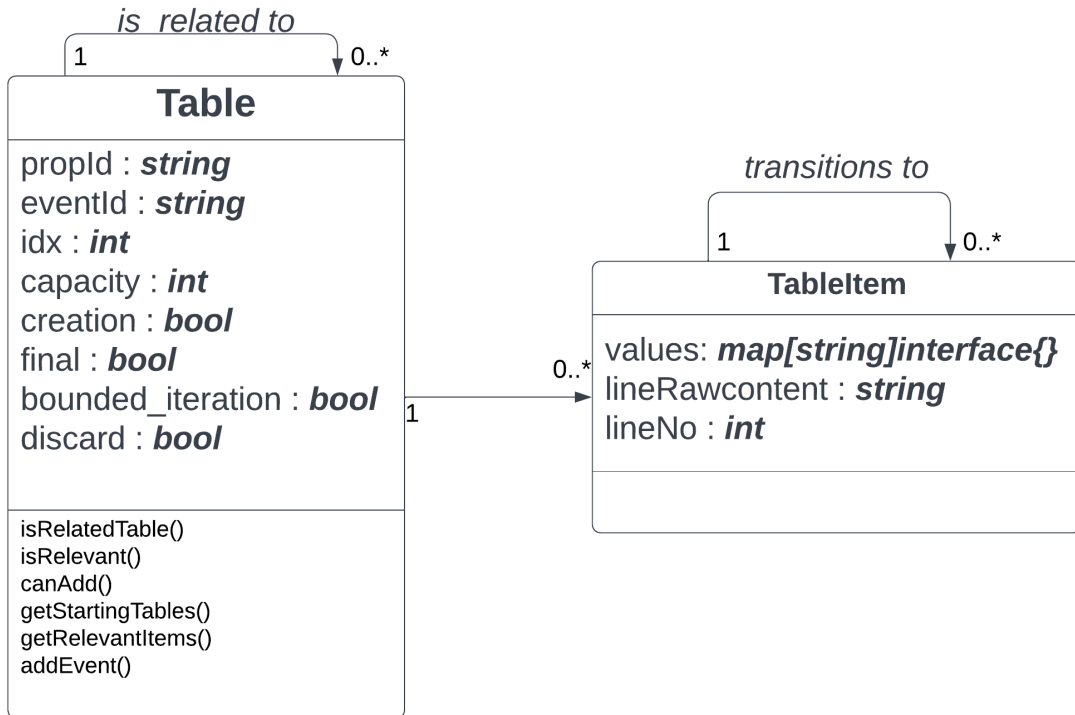 is related to
1
0..*
Table
propId : string
eventId : string
idx : int
capacity : int
creation : bool
final : bool
bounded_iteration : bool
discard : bool
isRelatedTable()
isRelevant()
canAdd()
getStartingTables()
getRelevantItems()
addEvent()
1
0..*
transitions to
1
0..*
TableItem
values: map[string]interface{}
lineRawcontent : string
lineNo : int